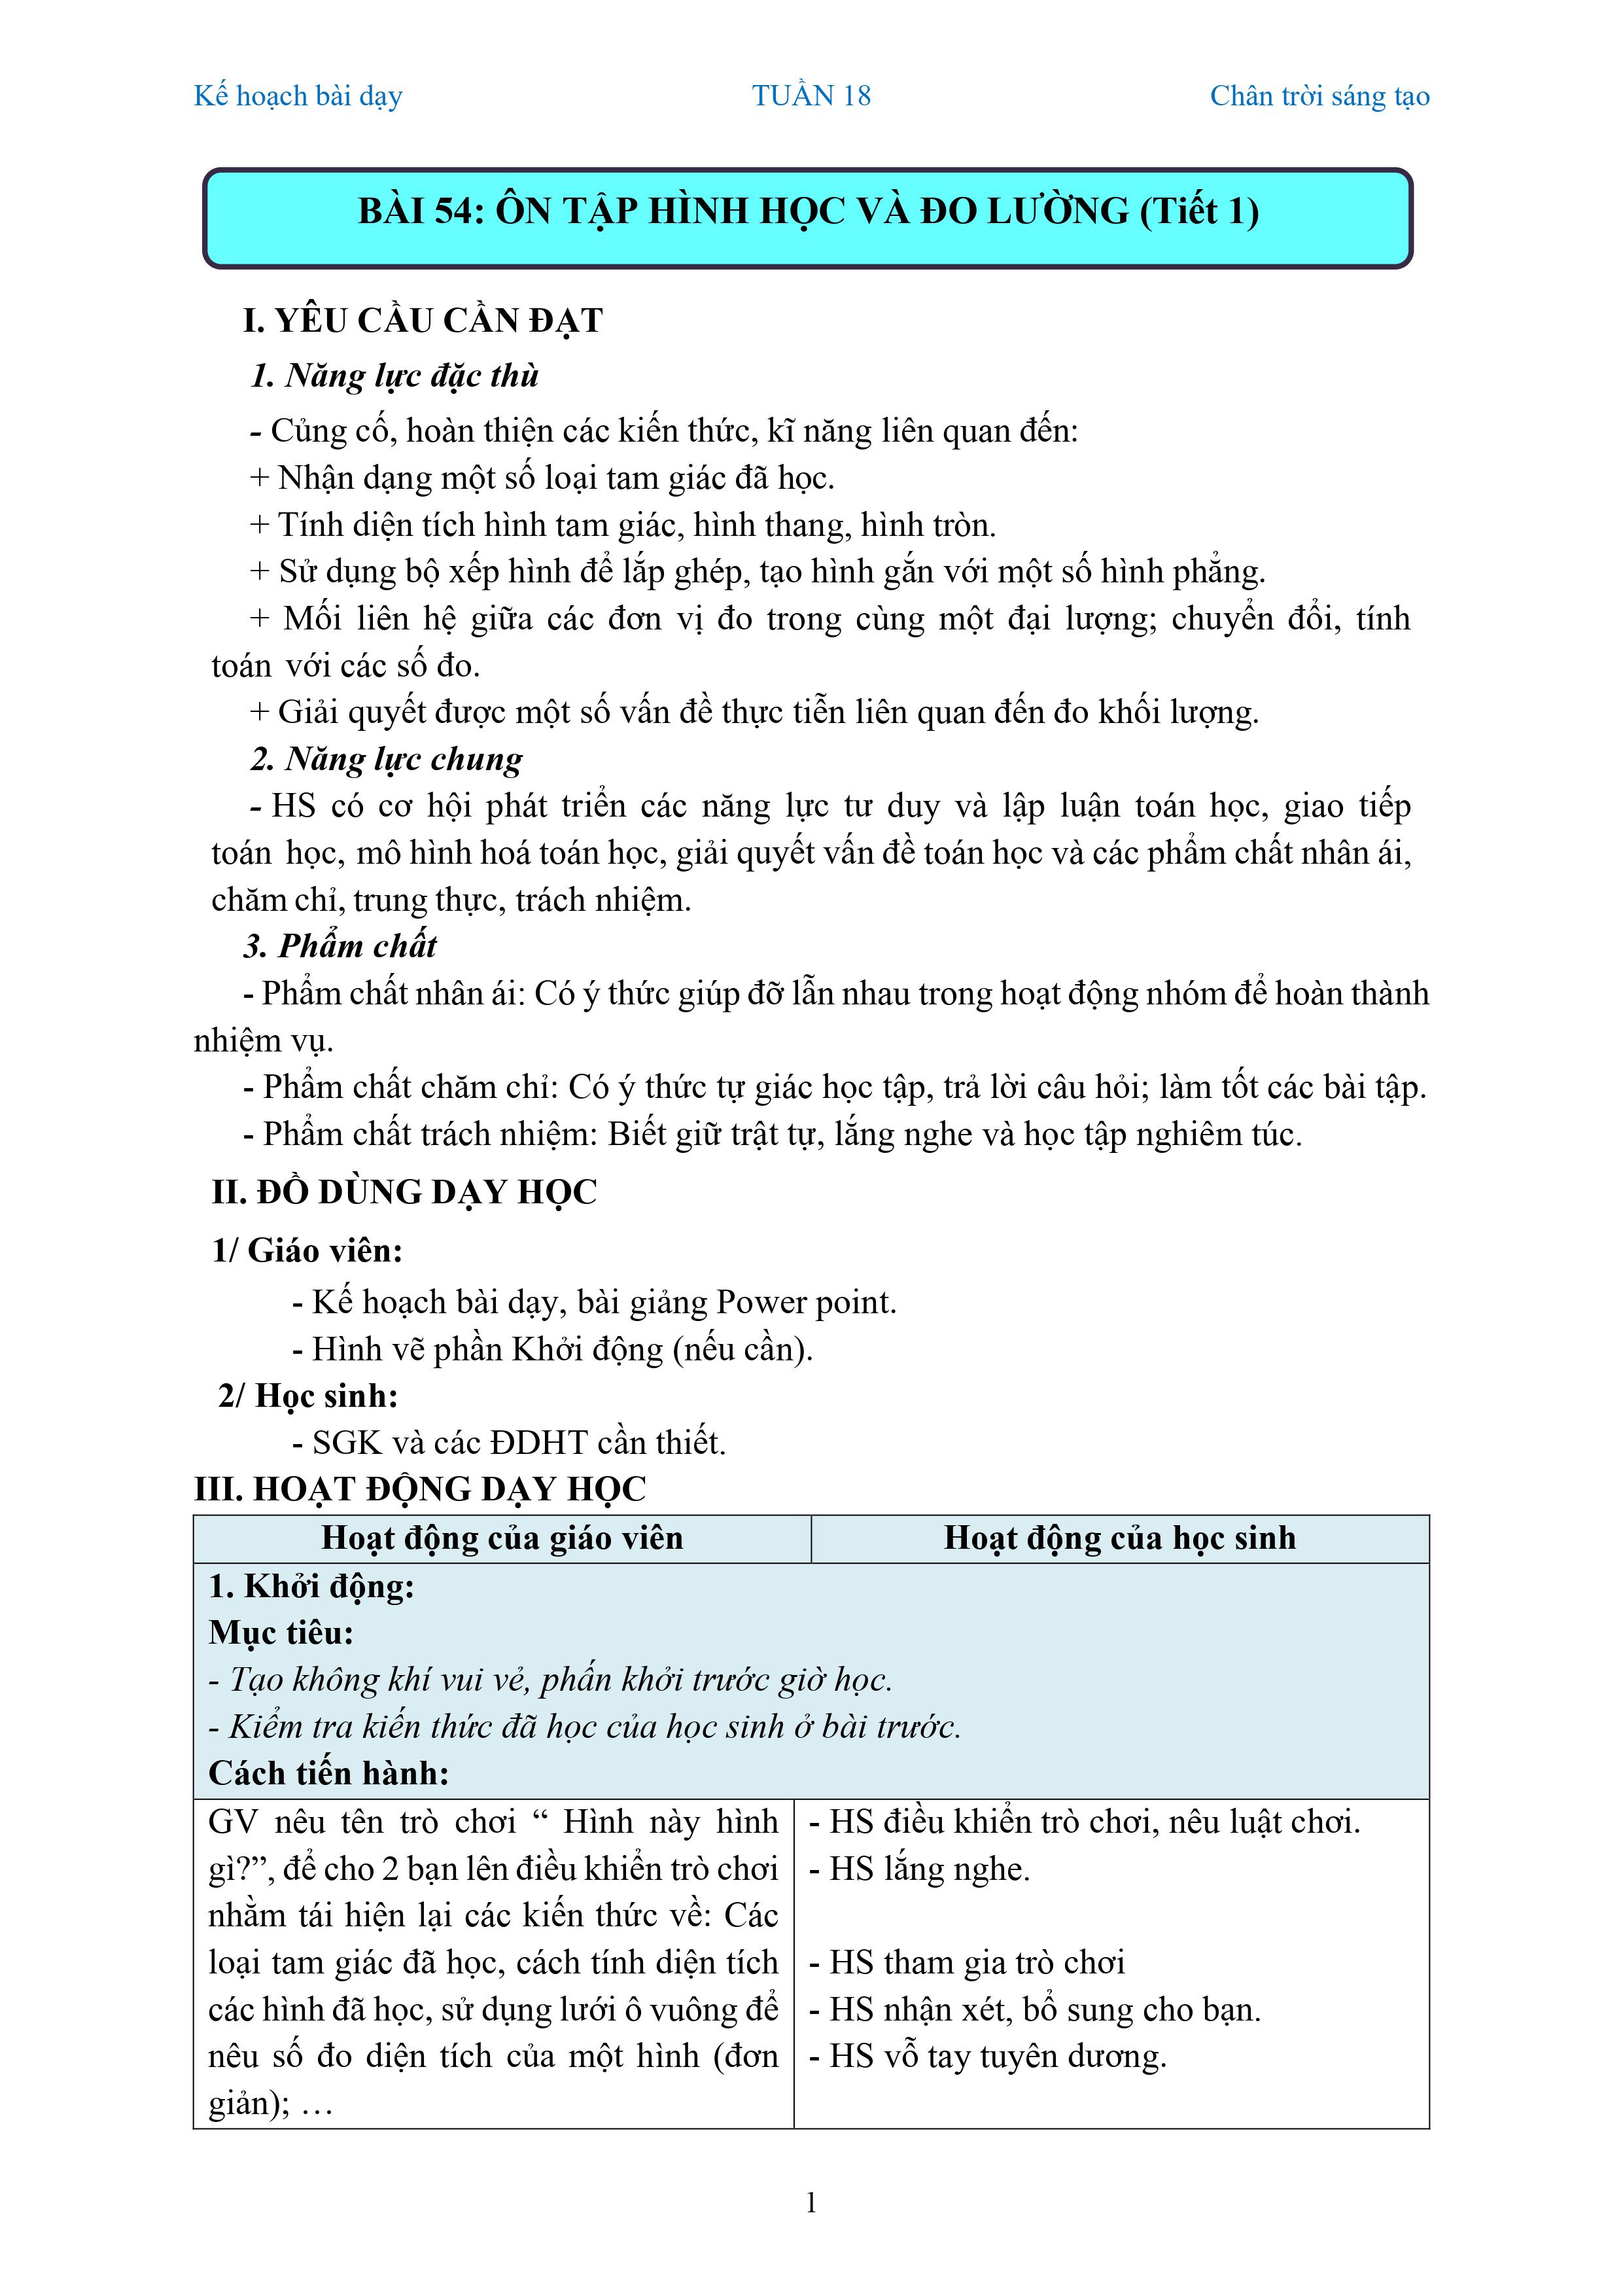 Kế hoạch bài dạy TUẦN 18 Chân trời sáng tạo
BÀI 54: ÔN TẬP HÌNH HỌC VÀ ĐO LƯỜNG (Tiết 1)
I. YÊU CẦU CẦN ĐẠT
1. Năng lực đặc thù
- Củng cố, hoàn thiện các kiến thức, kĩ năng liên quan đến:
+ Nhận dạng một số loại tam giác đã học.
+ Tính diện tích hình tam giác, hình thang, hình tròn.
+ Sử dụng bộ xếp hình để lắp ghép, tạo hình gắn với một số hình phẳng.
+ Mối liên hệ giữa các đơn vị đo trong cùng một đại lượng; chuyển đổi, tính
toán với các số đo.
+ Giải quyết được một số vấn đề thực tiễn liên quan đến đo khối lượng.
2. Năng lực chung
- HS có cơ hội phát triển các năng lực tư duy và lập luận toán học, giao tiếp
toán học, mô hình hoá toán học, giải quyết vấn đề toán học và các phẩm chất nhân ái,
chăm chỉ, trung thực, trách nhiệm.
3. Phẩm chất
- Phẩm chất nhân ái: Có ý thức giúp đỡ lẫn nhau trong hoạt động nhóm để hoàn thành
nhiệm vụ.
- Phẩm chất chăm chỉ: Có ý thức tự giác học tập, trả lời câu hỏi; làm tốt các bài tập.
- Phẩm chất trách nhiệm: Biết giữ trật tự, lắng nghe và học tập nghiêm túc.
II. ĐỒ DÙNG DẠY HỌC
1/ Giáo viên:
- Kế hoạch bài dạy, bài giảng Power point.
- Hình vẽ phần Khởi động (nếu cần).
2/ Học sinh:
- SGK và các ĐDHT cần thiết.
III. HOẠT ĐỘNG DẠY HỌC
Hoạt động của giáo viên Hoạt động của học sinh
1. Khởi động:
Mục tiêu:
- Tạo không khí vui vẻ, phấn khởi trước giờ học.
- Kiểm tra kiến thức đã học của học sinh ở bài trước.
Cách tiến hành:
GV nêu tên trò chơi “ Hình này hình
gì?”, để cho 2 bạn lên điều khiển trò chơi
nhằm tái hiện lại các kiến thức về: Các
loại tam giác đã học, cách tính diện tích
các hình đã học, sử dụng lưới ô vuông để
nêu số đo diện tích của một hình (đơn
giản); …
- HS điều khiển trò chơi, nêu luật chơi.
- HS lắng nghe.
- HS tham gia trò chơi
- HS nhận xét, bổ sung cho bạn.
- HS vỗ tay tuyên dương.
1